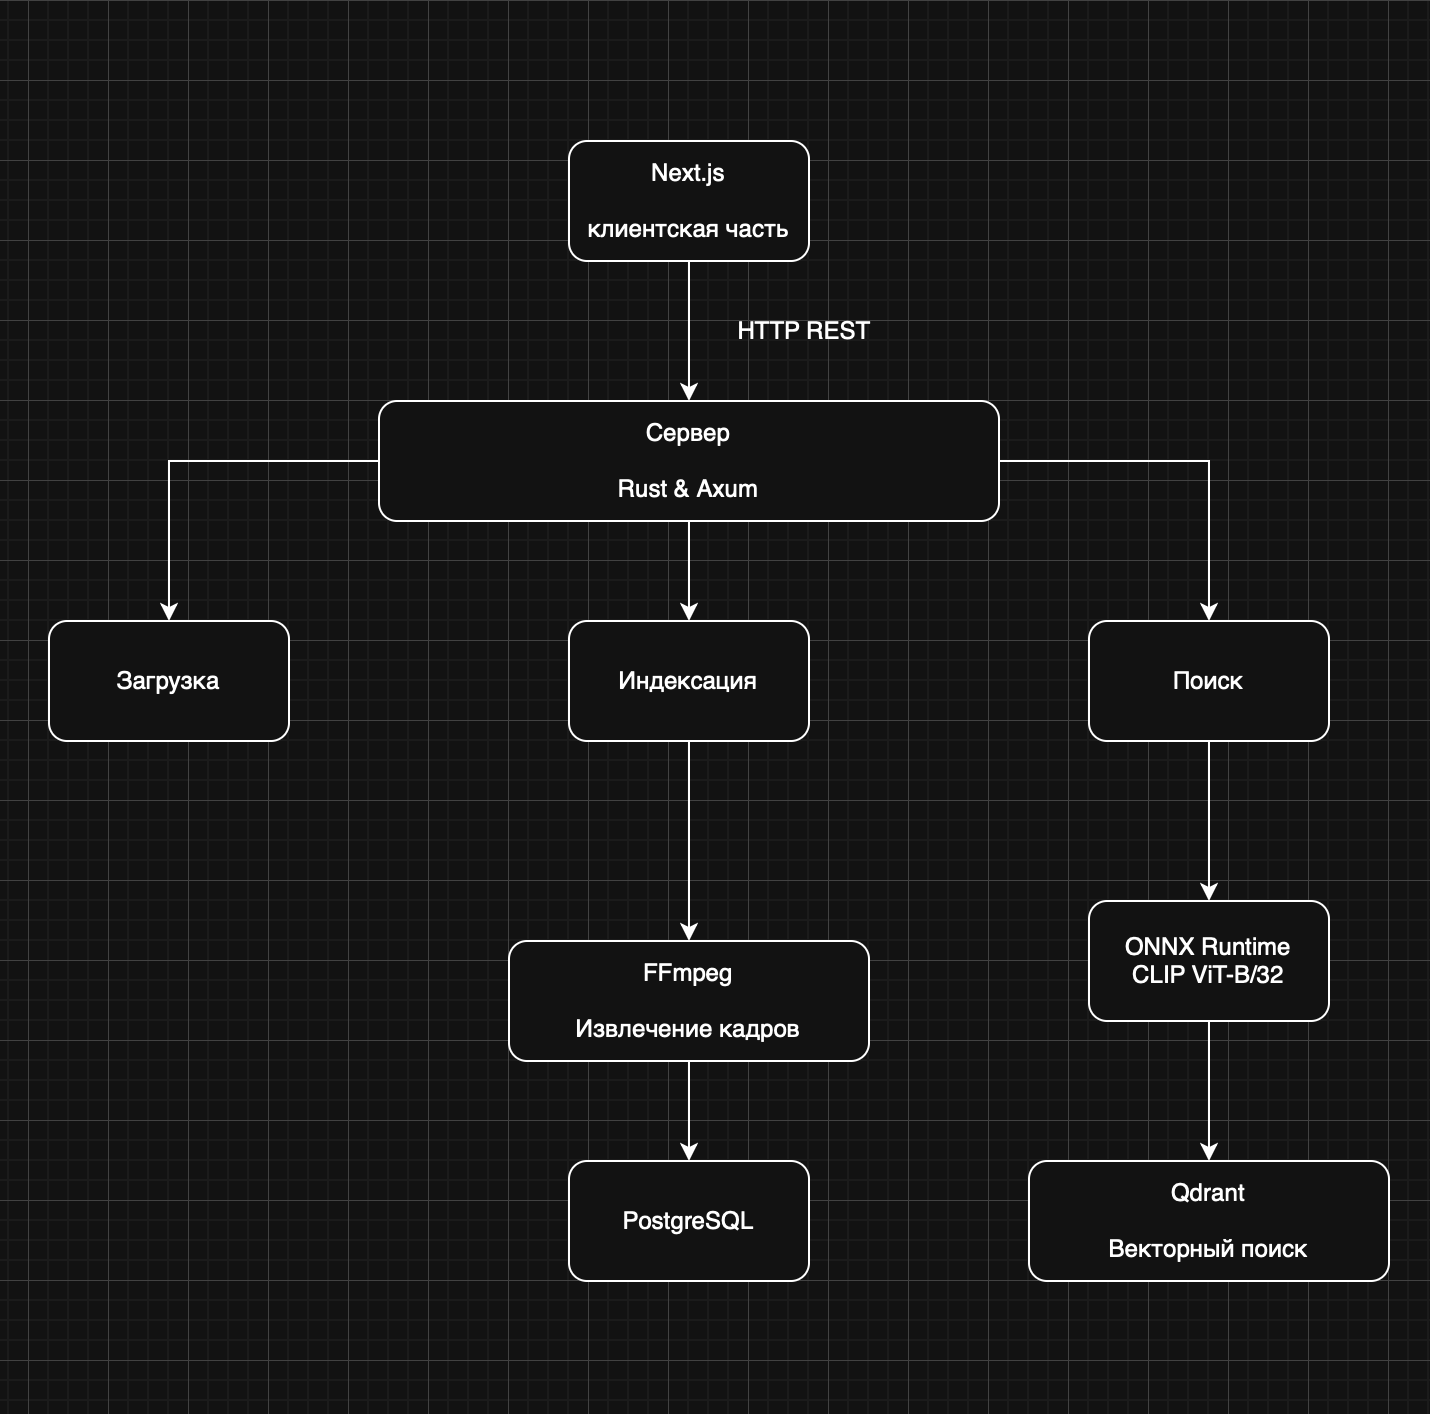 Next.js
клиентская часть
HTTP REST
Сервер
Rust & Axum
Загрузка
Индексация
Поиск
ONNX Runtime
CLIP ViT-B/32
FFmpeg
Извлечение кадров
PostgreSQL
Qdrant
Векторный поиск